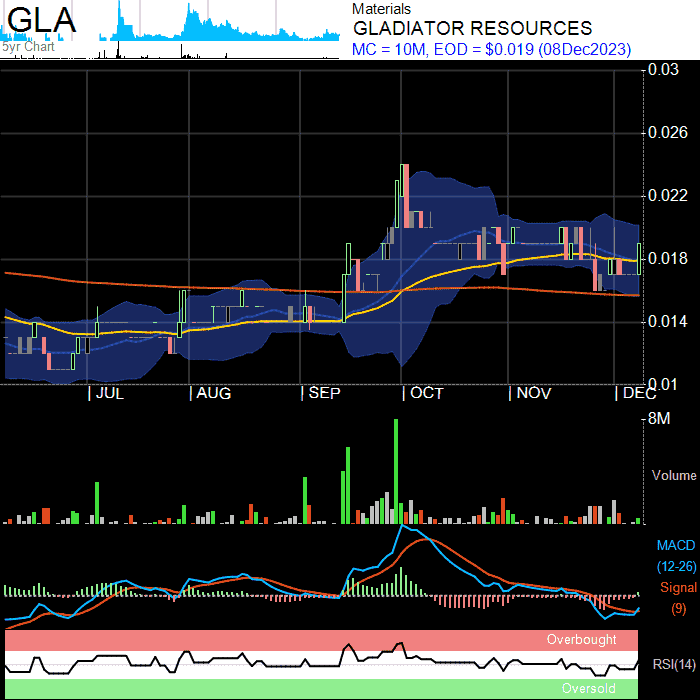 GLA
5yr Chart
Materials
GLADIATOR RESOURCES
MC = 10M, EOD = $0.019 (08Dec2023)
0.03
0.026
0.022
0.018
0.014
0.01
JUL AUG SEP OCT NOV DEC
8M
Volume
MACD
(12-26)
Signal
(9)
Overbought
RSI(14)
Oversold